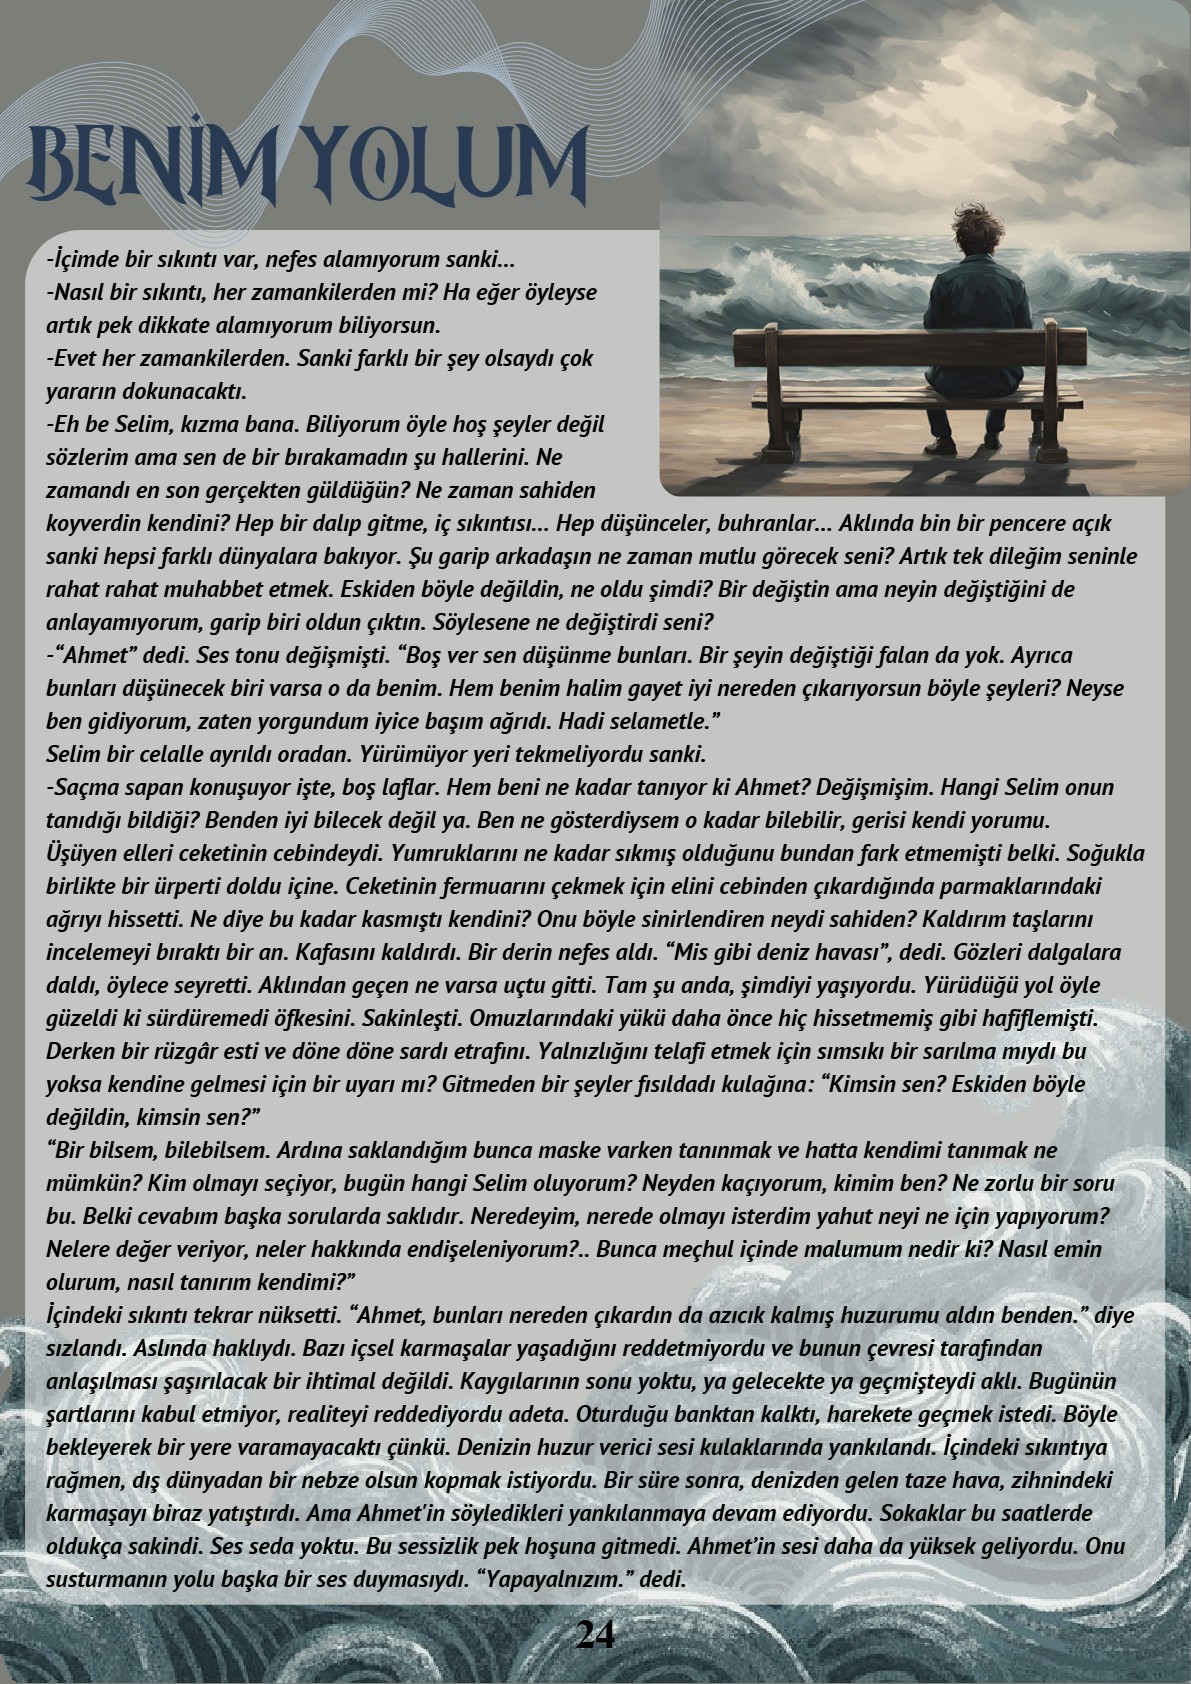 BENİM YOLUM
-İçimde bir sıkıntı var, nefes alamıyorum sanki...
-Nasıl bir sıkıntı, her zamankilerden mi? Ha eğer öyleyse
artık pek dikkate alamıyorum biliyorsun.
-Evet her zamankilerden. Sanki farklı bir şey olsaydı çok
yararın dokunacaktı.
-Eh be Selim, kızma bana. Biliyorum öyle hoş şeyler değil
sözlerim ama sen de bir bırakamadın şu hallerini. Ne
zamandı en son gerçekten güldüğün? Ne zaman sahiden
koyverdin kendini? Hep bir dalıp gitme, iç sıkıntısı... Hep düşünceler, buhranlar... Aklında bin bir pencere açık
sanki hepsi farklı dünyalara bakıyor. Şu garip arkadaşın ne zaman mutlu görecek seni? Artık tek dileğim seninle
rahat rahat muhabbet etmek. Eskiden böyle değildin, ne oldu şimdi? Bir değiştin ama neyin değiştiğini de
anlayamıyorum, garip biri oldun çıktın. Söylesene ne değiştirdi seni?
-“Ahmet” dedi. Ses tonu değişmişti. “Boş ver sen düşünme bunları. Bir şeyin değiştiği falan da yok. Ayrıca
bunları düşünecek biri varsa o da benim. Hem benim halim gayet iyi nereden çıkarıyorsun böyle şeyleri? Neyse
ben gidiyorum, zaten yorgundum iyice başım ağrıdı. Hadi selametle.”
Selim bir celalle ayrıldı oradan. Yürümüyor yeri tekmeliyordu sanki.
-Saçma sapan konuşuyor işte, boş laflar. Hem beni ne kadar tanıyor ki Ahmet? Değişmişim. Hangi Selim onun
tanıdığı bildiği? Benden iyi bilecek değil ya. Ben ne gösterdiysem o kadar bilebilir, gerisi kendi yorumu.
Üşüyen elleri ceketinin cebindeydi. Yumruklarını ne kadar sıkmış olduğunu bundan fark etmemişti belki. Soğukla
birlikte bir ürperti doldu içine. Ceketinin fermuarını çekmek için elini cebinden çıkardığında parmaklarındaki
ağrıyı hissetti. Ne diye bu kadar kasmıştı kendini? Onu böyle sinirlendiren neydi sahiden? Kaldırım taşlarını
incelemeyi bıraktı bir an. Kafasını kaldırdı. Bir derin nefes aldı. “Mis gibi deniz havası”, dedi. Gözleri dalgalara
daldı, öylece seyretti. Aklından geçen ne varsa uçtu gitti. Tam şu anda, şimdiyi yaşıyordu. Yürüdüğü yol öyle
güzeldi ki sürdüremedi öfkesini. Sakinleşti. Omuzlarındaki yükü daha önce hiç hissetmemiş gibi hafiflemişti.
Derken bir rüzgâr esti ve döne döne sardı etrafını. Yalnızlığını telafi etmek için sımsıkı bir sarılma mıydı bu
yoksa kendine gelmesi için bir uyarı mı? Gitmeden bir şeyler fısıldadı kulağına: “Kimsin sen? Eskiden böyle
değildin, kimsin sen?”
“Bir bilsem, bilebilsem. Ardına saklandığım bunca maske varken tanınmak ve hatta kendimi tanımak ne
mümkün? Kim olmayı seçiyor, bugün hangi Selim oluyorum? Neyden kaçıyorum, kimim ben? Ne zorlu bir soru
bu. Belki cevabım başka sorularda saklıdır. Neredeyim, nerede olmayı isterdim yahut neyi ne için yapıyorum?
Nelere değer veriyor, neler hakkında endişeleniyorum?.. Bunca meçhul içinde malumum nedir ki? Nasıl emin
olurum, nasıl tanırım kendimi?”
İçindeki sıkıntı tekrar nüksetti. “Ahmet, bunları nereden çıkardın da azıcık kalmış huzurumu aldın benden.” diye
sızlandı. Aslında haklıydı. Bazı içsel karmaşalar yaşadığını reddetmiyordu ve bunun çevresi tarafından
anlaşılması şaşırılacak bir ihtimal değildi. Kaygılarının sonu yoktu, ya gelecekte ya geçmişteydi aklı. Bugünün
şartlarını kabul etmiyor, realiteyi reddediyordu adeta. Oturduğu banktan kalktı, harekete geçmek istedi. Böyle
bekleyerek bir yere varamayacaktı çünkü. Denizin huzur verici sesi kulaklarında yankılandı. İçindeki sıkıntıya
rağmen, dış dünyadan bir nebze olsun kopmak istiyordu. Bir süre sonra, denizden gelen taze hava, zihnindeki
karmaşayı biraz yatıştırdı. Ama Ahmet'in söyledikleri yankılanmaya devam ediyordu. Sokaklar bu saatlerde
oldukça sakindi. Ses seda yoktu. Bu sessizlik pek hoşuna gitmedi. Ahmet’in sesi daha da yüksek geliyordu. Onu
susturmanın yolu başka bir ses duymasıydı. “Yapayalnızım.” dedi.
24